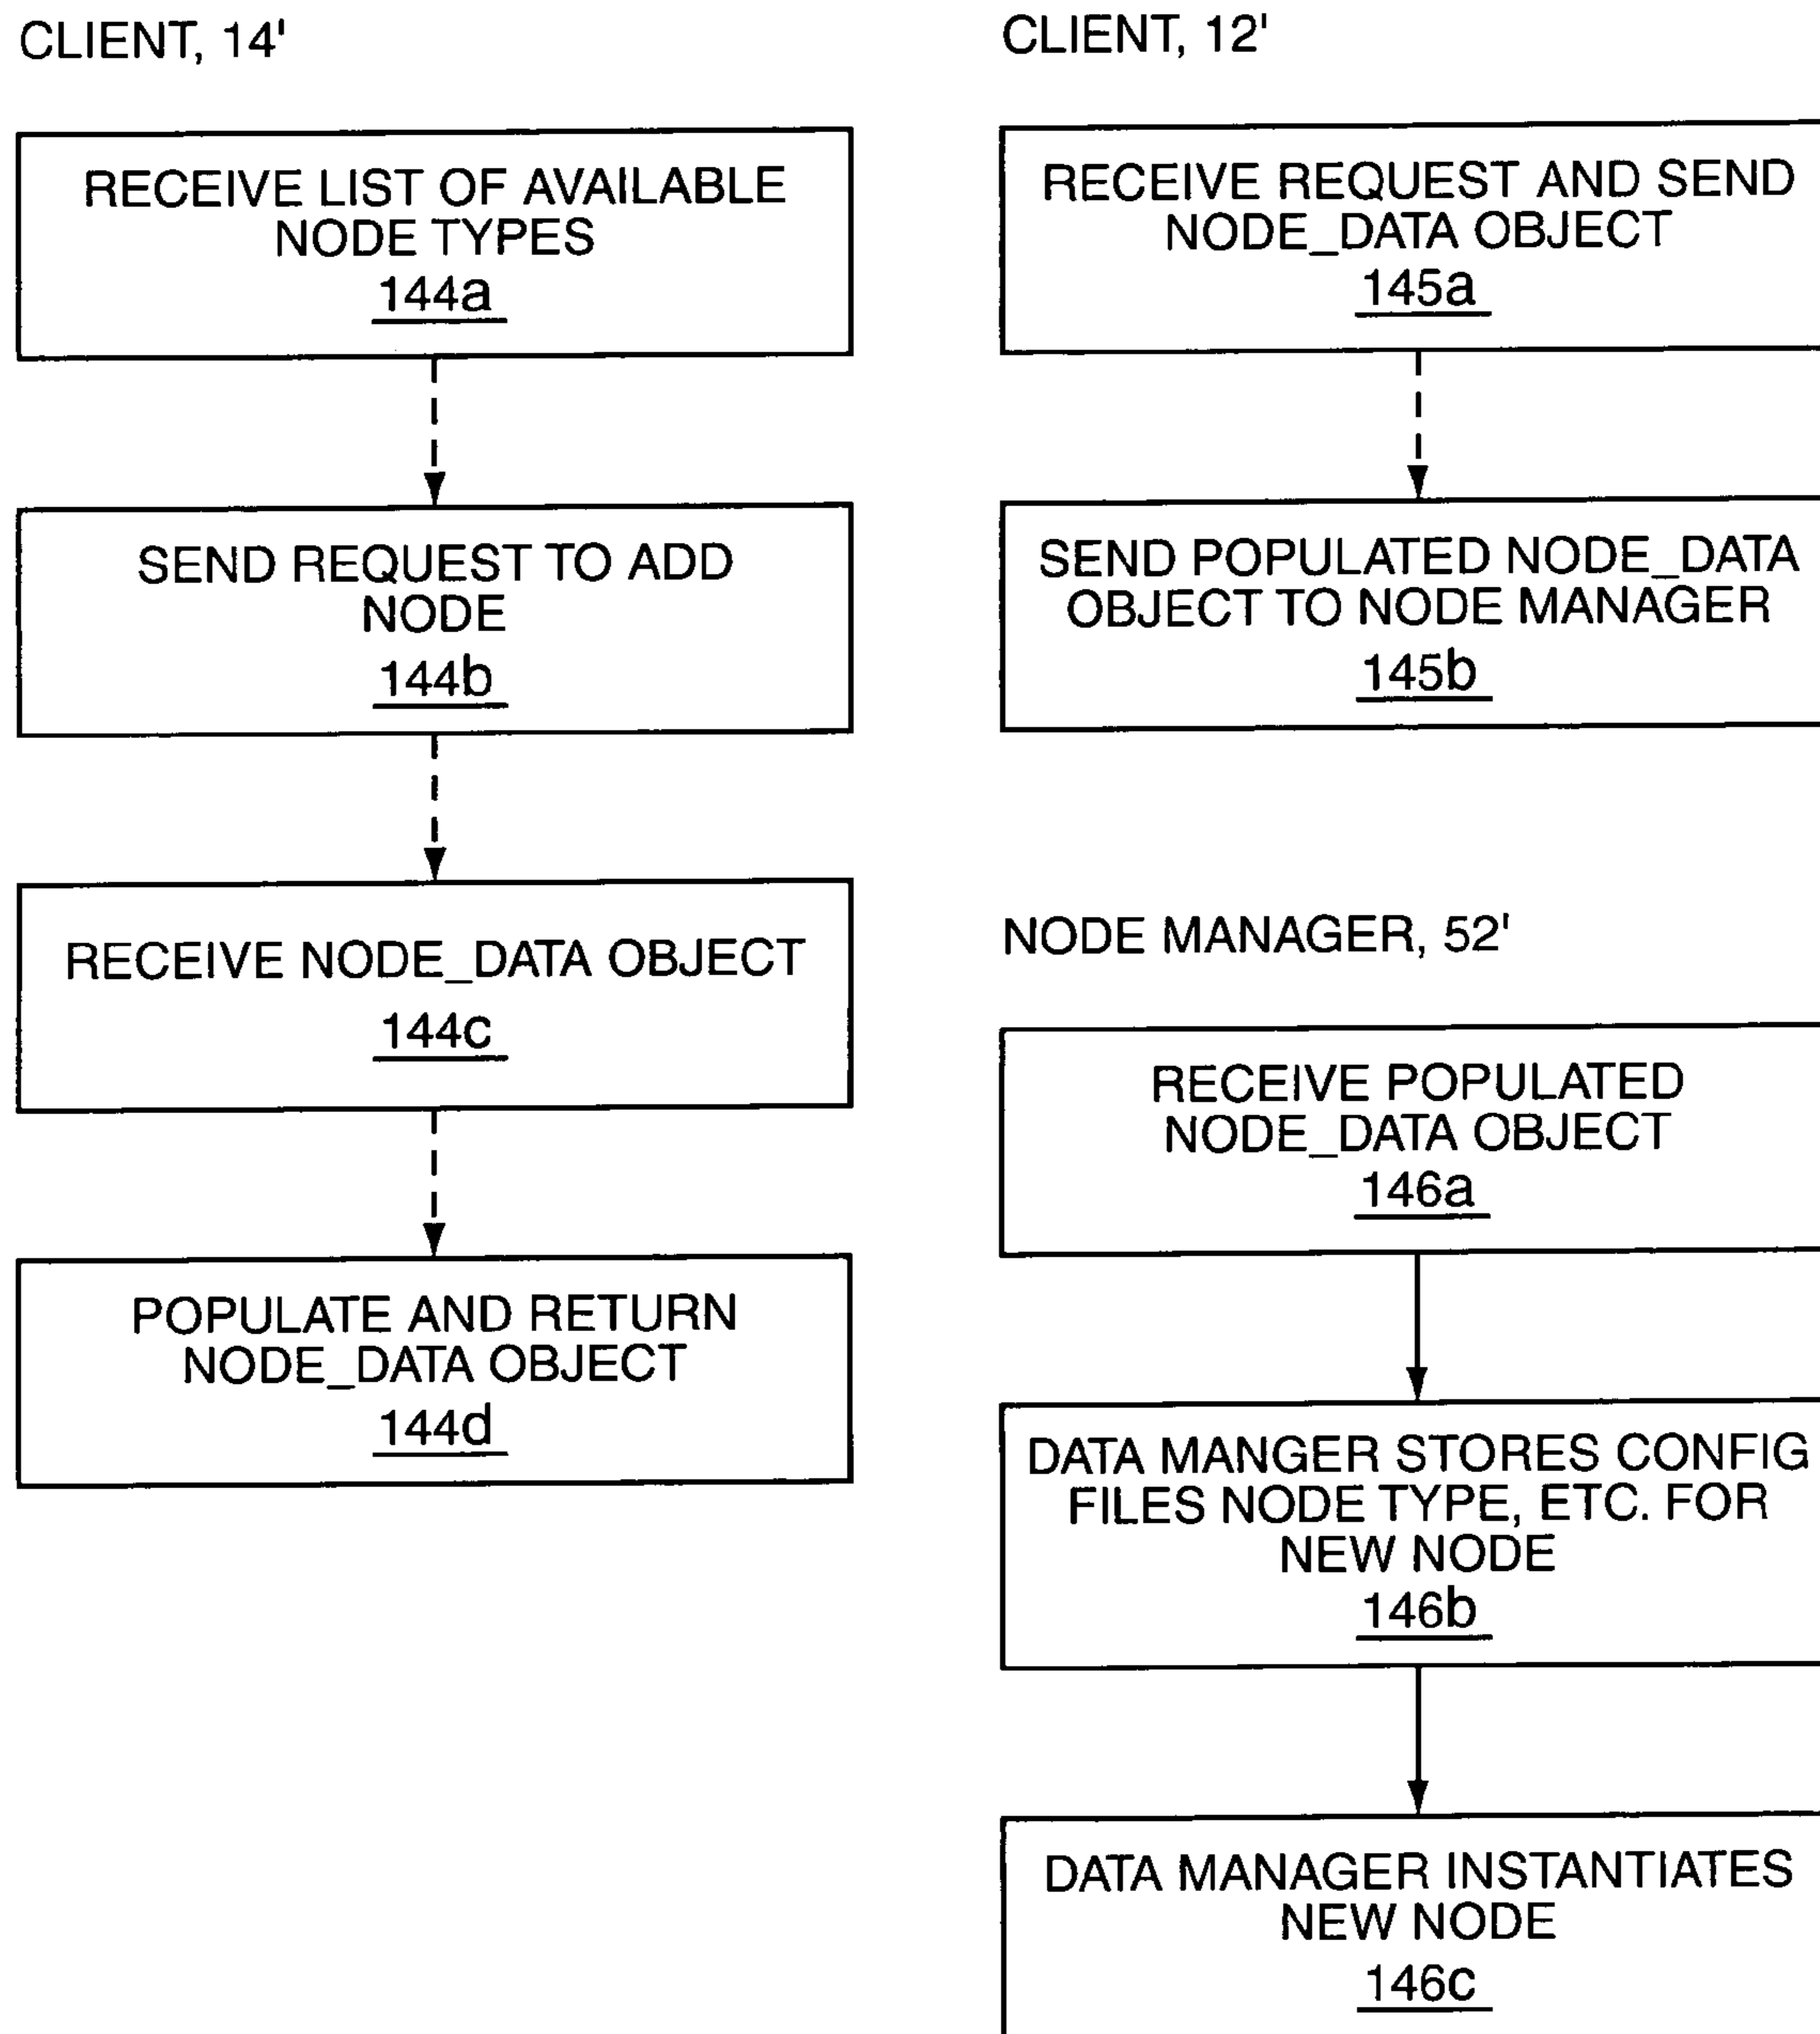 CLIENT, 14'
RECEIVE LIST OF AVAILABLE
NODE TYPES
144a
SEND REQUEST TO ADD
NODE
144b
RECEIVE NODE_DATA OBJECT
144c
POPULATE AND RETURN
NODE_DATA OBJECT
144d
CLIENT, 12'
RECEIVE REQUEST AND SEND
NODE_DATA OBJECT
145a
SEND POPULATED NODE_DATA
OBJECT TO NODE MANAGER
145b
NODE MANAGER, 52'
RECEIVE POPULATED
NODE_DATA OBJECT
146a
DATA MANGER STORES CONFIG
FILES NODE TYPE, ETC. FOR
NEW NODE
146b
DATA MANAGER INSTANTIATES
NEW NODE
146c